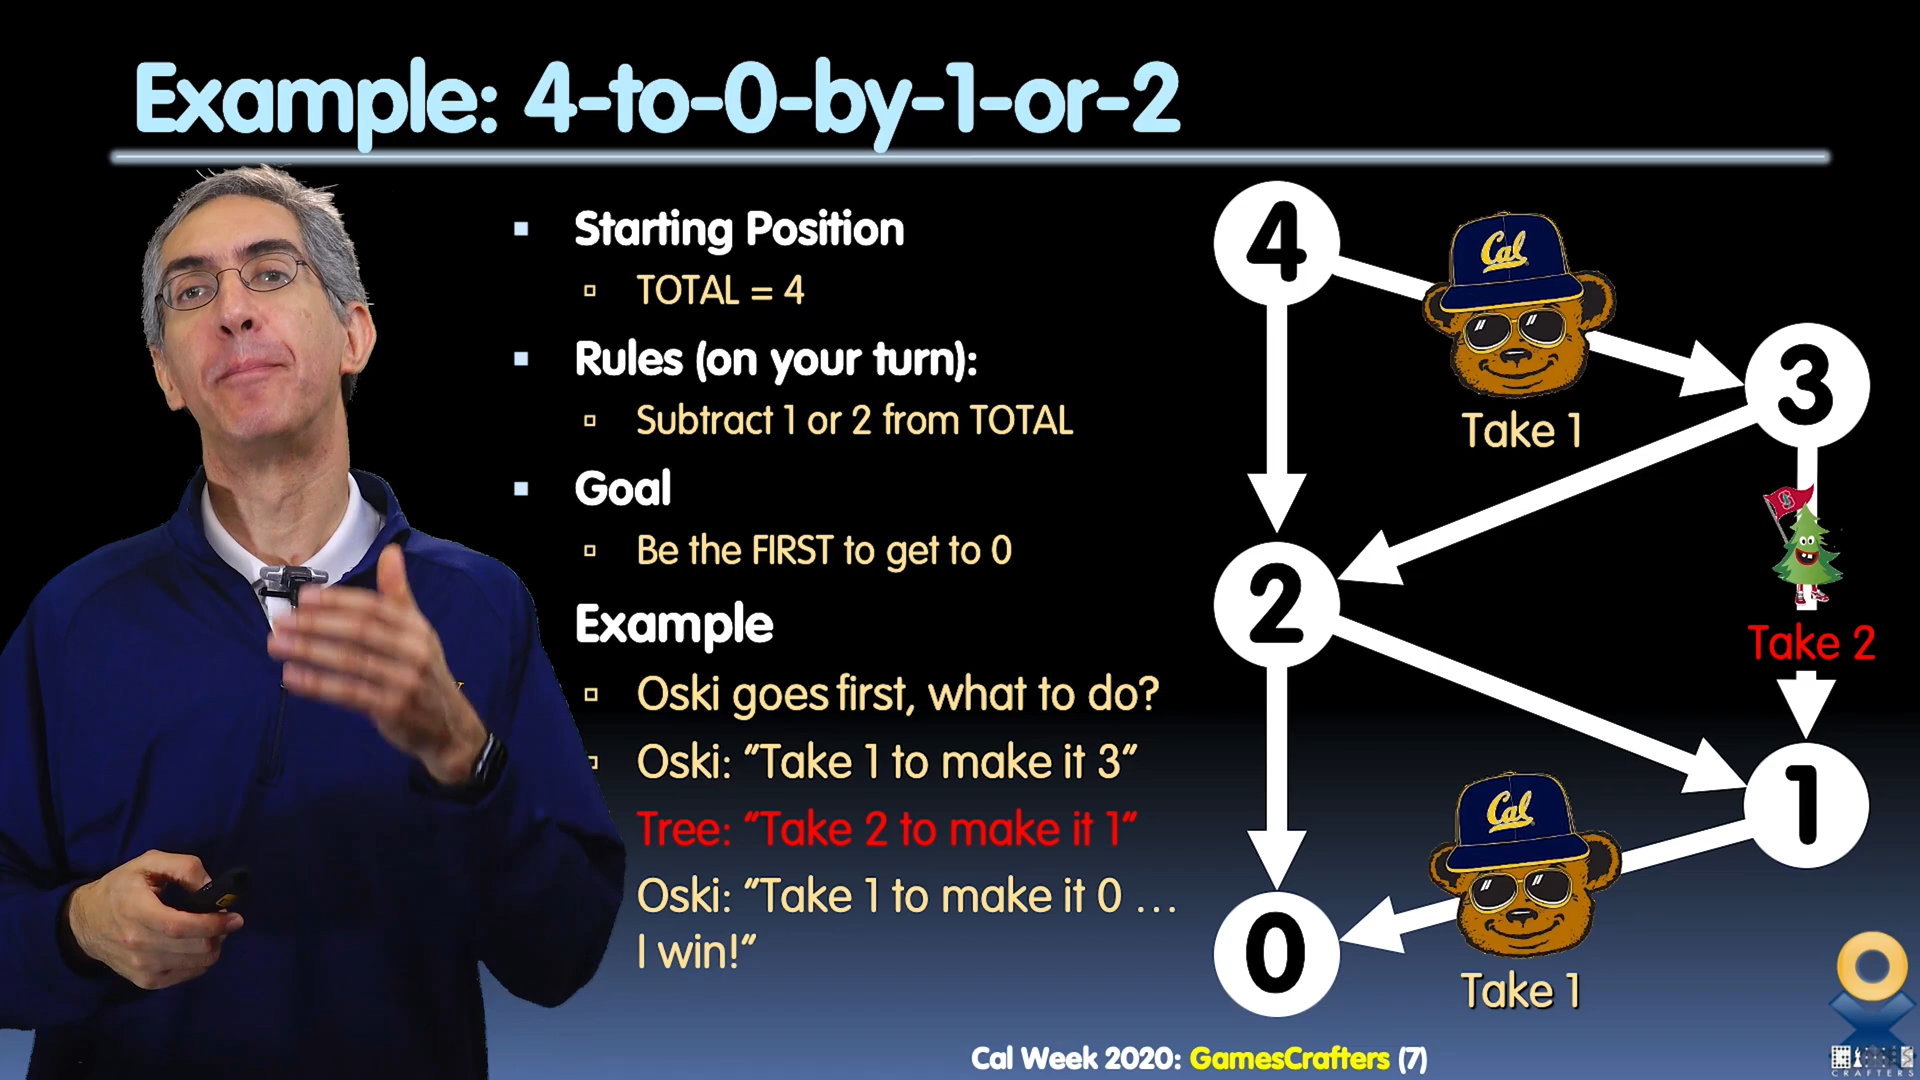 Example: 4-to-0-by-1-or-2
Starting Position
TOTAL = 4
Rules (on your turn):
Subtract 1 or 2 from TOTAL
Goal
Be the FIRST to get to 0
Example
Oski goes first, what to do?
Oski: “Take 1 to make it 3”
Tree: “Take 2 to make it 1”
Oski: “Take 1 to make it 0 ...
I win!”
4
Cal
Take 1
3
S
Take 2
2
1
Cal
Take 1
0
Cal Week 2020: GamesCrafters (7)
CRAFTERS